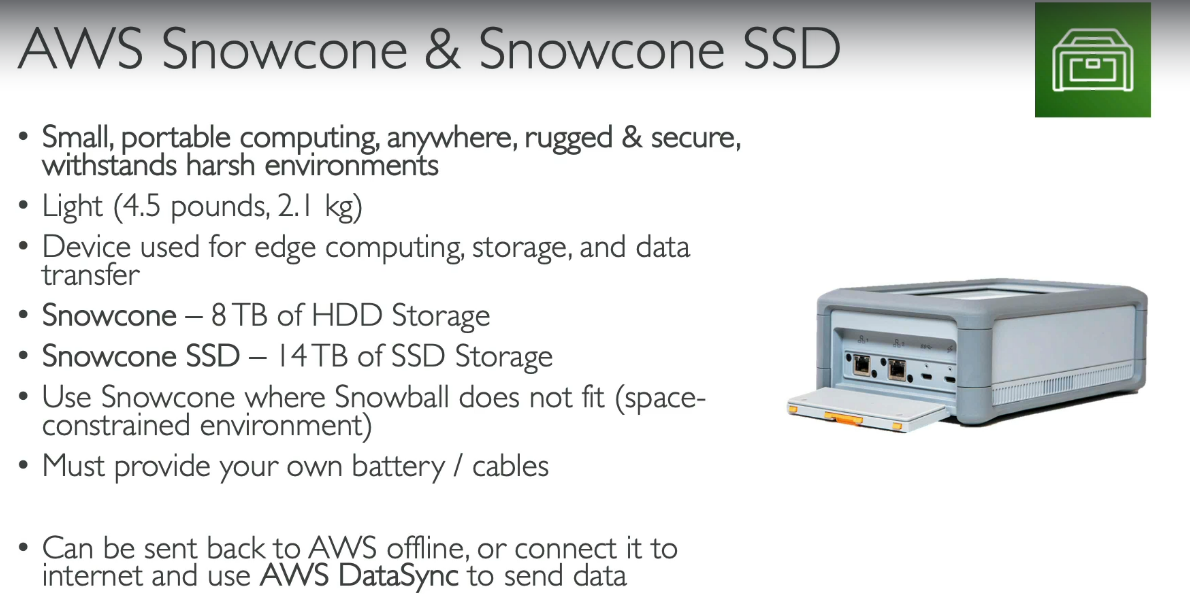 AWS Snowcone & Snowcone SSD
• Small, portable computing, anywhere, rugged & secure,
withstands harsh environments
• Light (4.5 pounds, 2.1 kg)
• Device used for edge computing, storage, and data
transfer
• Snowcone – 8 TB of HDD Storage
• Snowcone SSD – 14 TB of SSD Storage
• Use Snowcone where Snowball does not fit (space-
constrained environment)
• Must provide your own battery / cables
• Can be sent back to AWS offline, or connect it to
internet and use AWS DataSync to send data